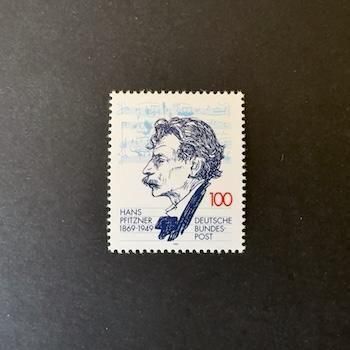 100
HANS
PFITZNER
1869-1949
DEUTSCHE
BUNDES-
POST